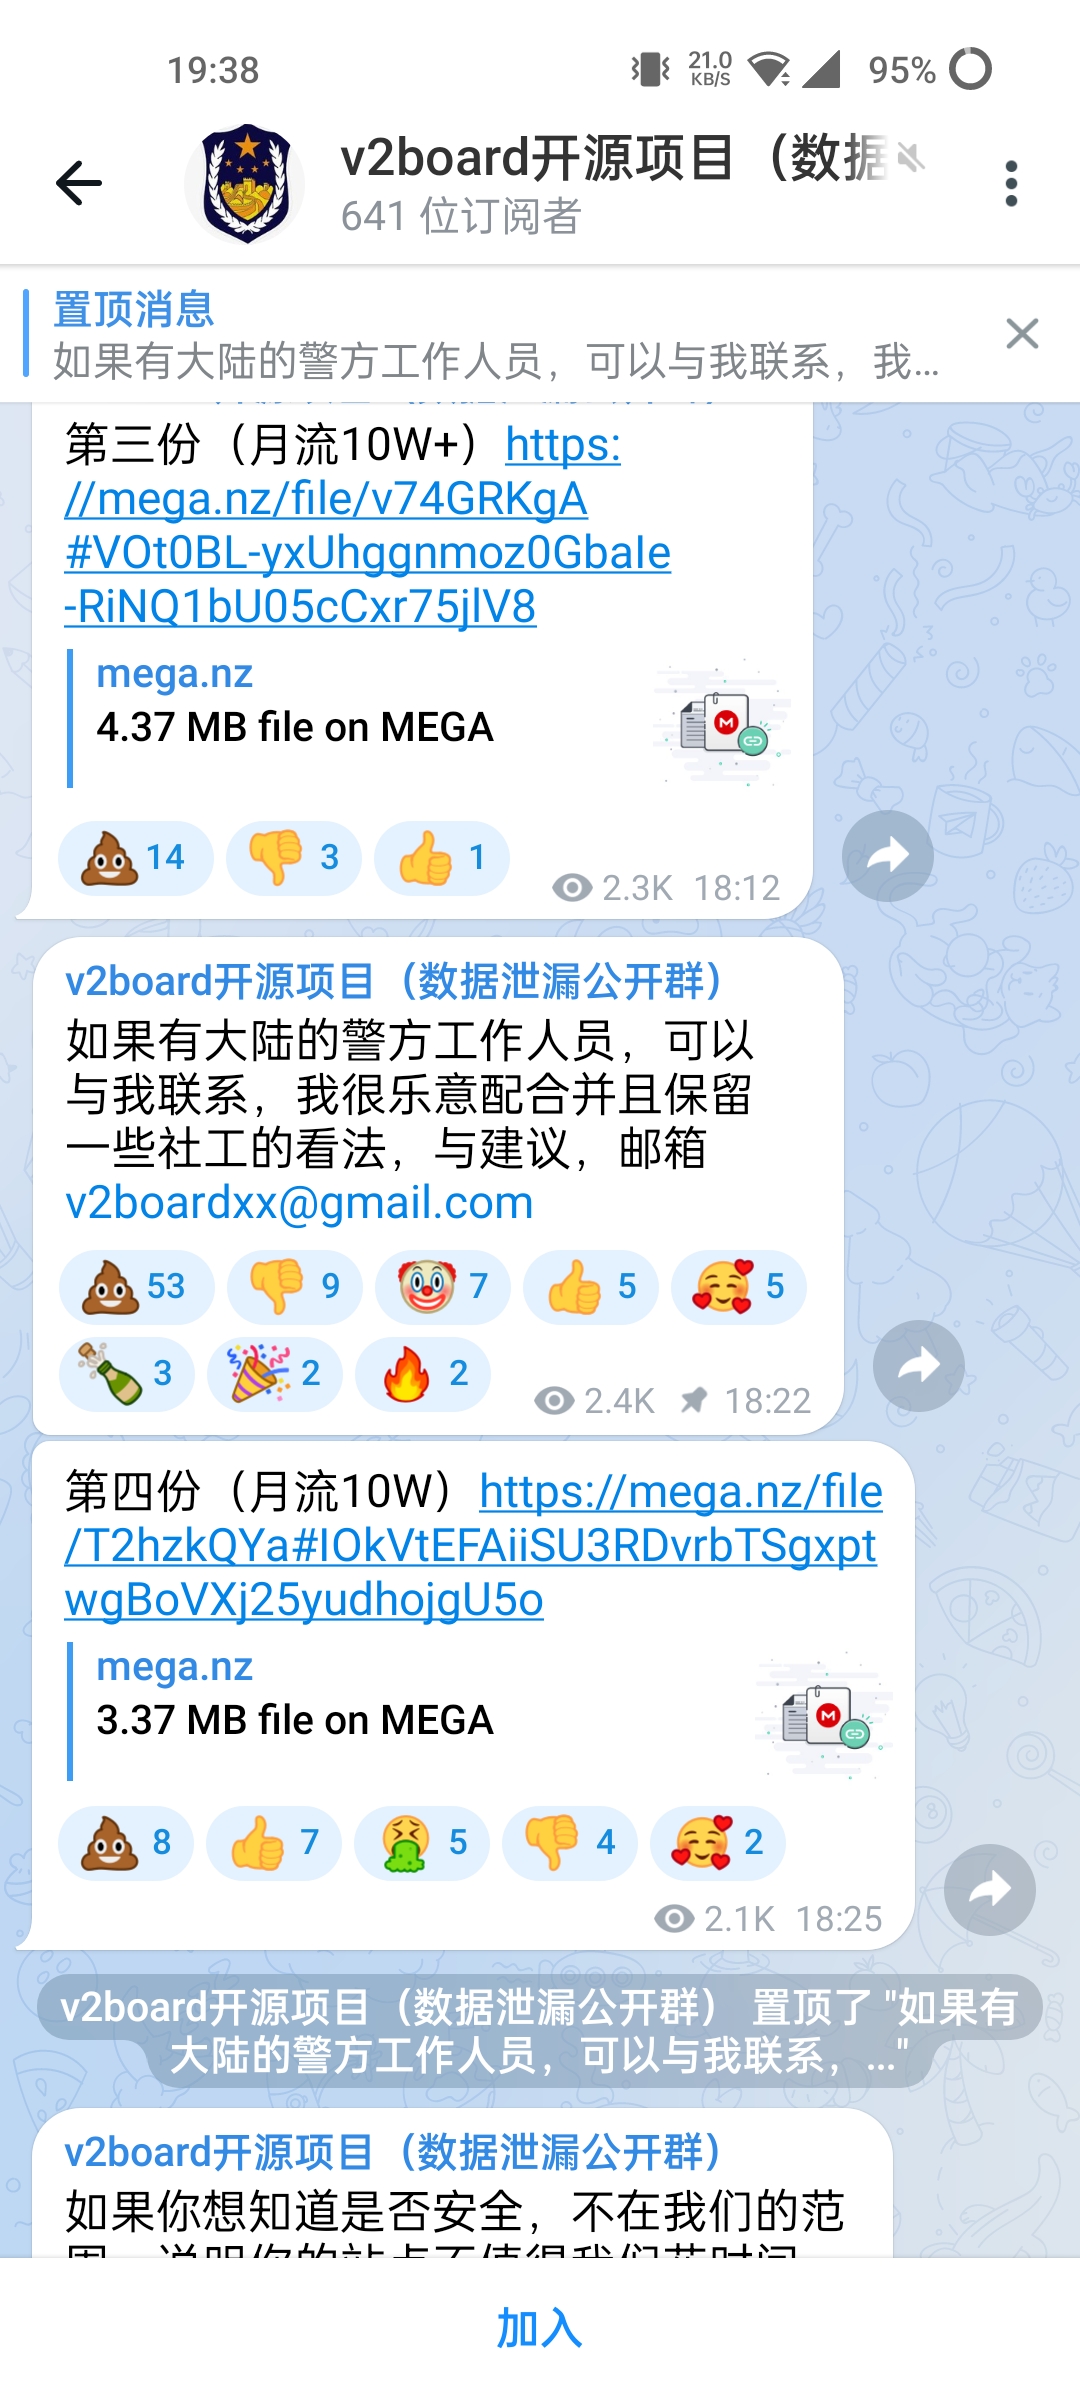 19:38
21.0 KB/S
95%
v2board开源项目（数据
641 位订阅者
置顶消息
如果有大陆的警方工作人员，可以与我联系，我...
第三份（月流10W+）https:
//mega.nz/file/v74GRKgA
#VOt0BL-yxUhggnmoz0GbaIe
-RiNQ1bU05cCxr75jlV8
mega.nz
4.37 MB file on MEGA
14
3
1
2.3K 18:12
v2board开源项目（数据泄漏公开群）
如果有大陆的警方工作人员，可以
与我联系，我很乐意配合并且保留
一些社工的看法，与建议，邮箱
v2boardxx@gmail.com
53
9
7
5
5
3
2
2
2.4K 18:22
第四份（月流10W）https://mega.nz/file
/T2hzkQYa#IOkVtEFAiiSU3RDvrbTSgxpt
wgBoVXj25yudhojgU5o
mega.nz
3.37 MB file on MEGA
8
7
5
4
2
2.1K 18:25
v2board开源项目（数据泄漏公开群） 置顶了 "如果有
大陆的警方工作人员，可以与我联系，..."
v2board开源项目（数据泄漏公开群）
如果你想知道是否安全，不在我们的范
加入